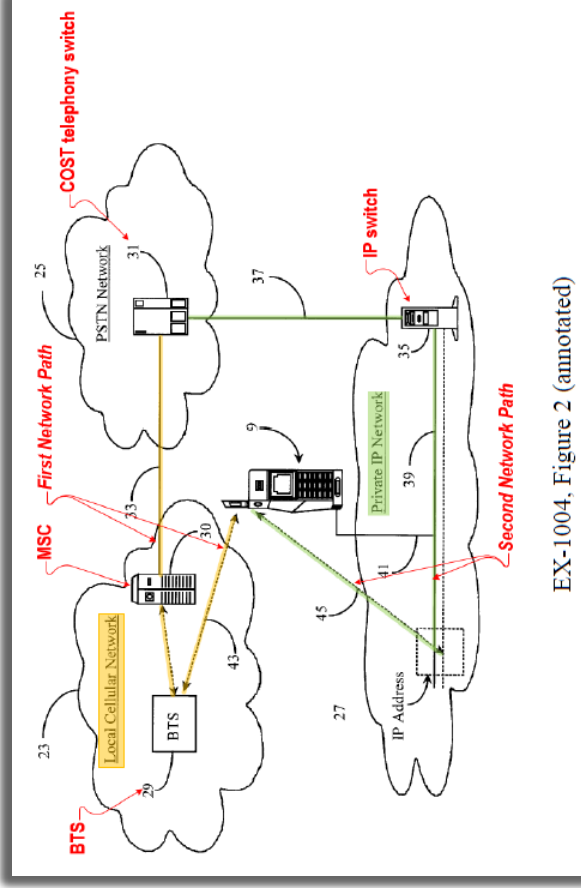 COST telephony switch
25
PSTN Network
31
First Network Path
MSC
33
37
IP switch
Local Cellular Network
30
23
BTS
43
9
Private IP Network
35
BTS
29
45
41
39
Second Network Path
27
IP Address
EX-1004, Figure 2 (annotated)